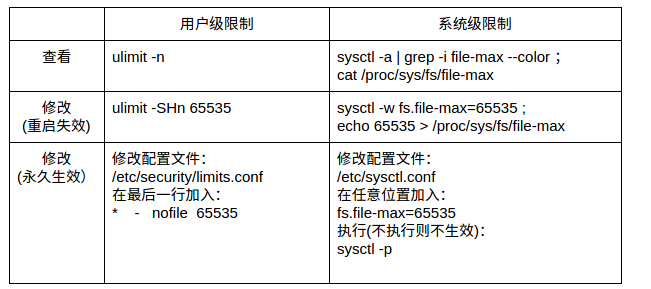 用户级限制 系统级限制
查看 ulimit -n sysctl -a | grep -i file-max --color；
cat /proc/sys/fs/file-max
修改 ulimit -SHn 65535 sysctl -w fs.file-max=65535 ;
(重启失效) echo 65535 > /proc/sys/fs/file-max
修改
(永久生效）
修改配置文件：
/etc/security/limits.conf
在最后一行加入：
* - nofile 65535
修改配置文件：
/etc/sysctl.conf
在任意位置加入：
fs.file-max=65535
执行(不执行则不生效)：
sysctl -p